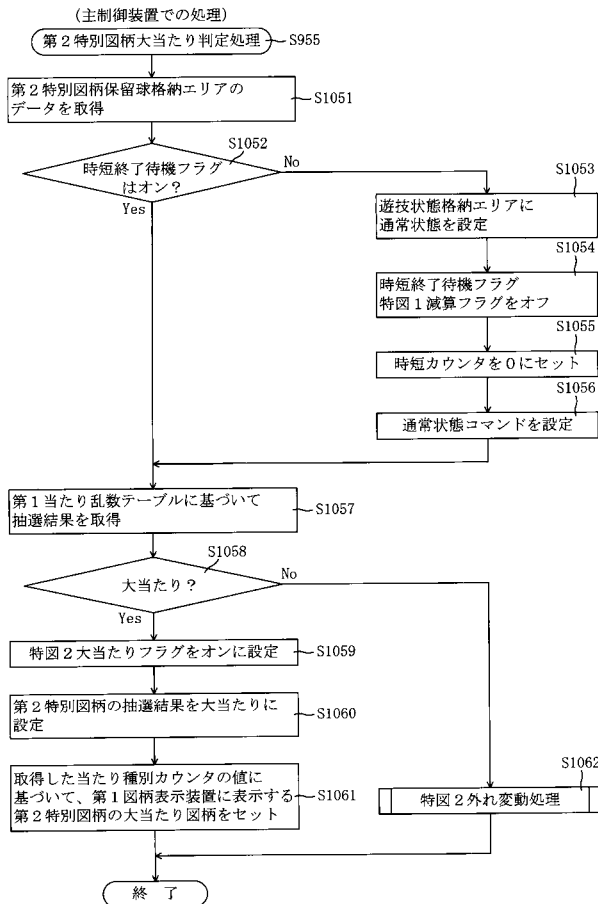 (主制御装置での処理)
第2特別図柄大当たり判定処理
S955
第2特別図柄保留球格納エリアの
データを取得
S1051
S1052
時短終了待機フラグ
はオン？
No
Yes
S1053
遊技状態格納エリアに
通常状態を設定
S1054
時短終了待機フラグ
特図1減算フラグをオフ
S1055
時短カウンタを0にセット
S1056
通常状態コマンドを設定
第1当たり乱数テーブルに基づいて
抽選結果を取得
S1057
S1058
大当たり？
No
Yes
特図2大当たりフラグをオンに設定
S1059
第2特別図柄の抽選結果を大当たりに
設定
S1060
取得した当たり種別カウンタの値に
基づいて、第1図柄表示装置に表示する
第2特別図柄の大当たり図柄をセット
S1061
S1062
特図2外れ変動処理
終 了